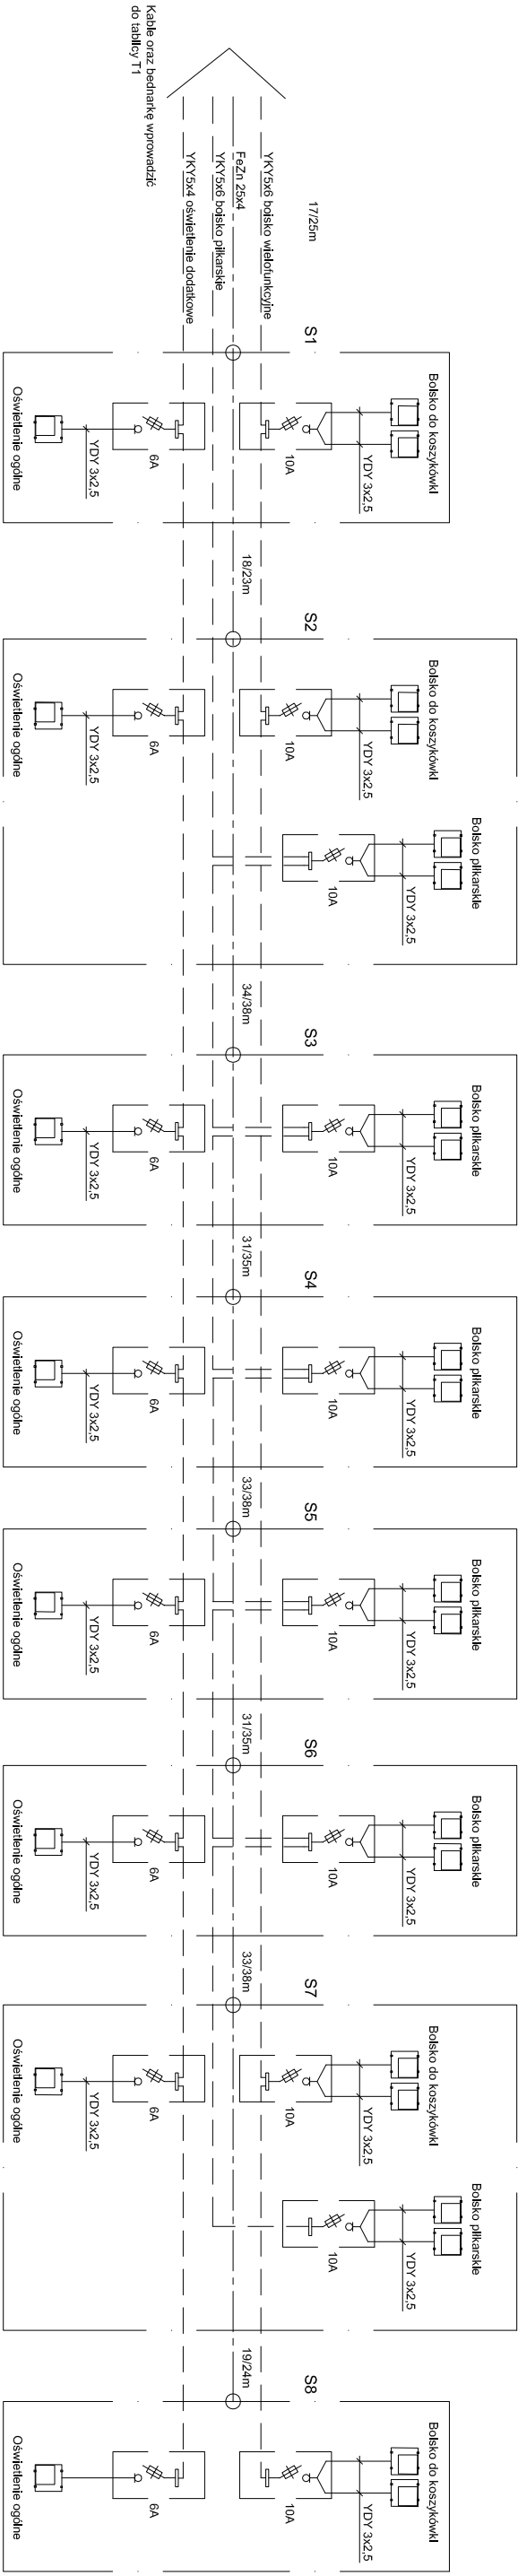 Kable oraz bednarkę wprowadzić
do tablicy T1
17/25m
YKY5x6 boisko wielofunkcyjne
FeZn 25x4
YKY5x6 boisko piłkarskie
YKY5x4 oświetlenie dodatkowe
S1
Boisko do koszykówki
YDY 3x2,5
10A
6A
YDY 3x2,5
Oświetlenie ogólne
18/23m
S2
Boisko do koszykówki
YDY 3x2,5
10A
6A
YDY 3x2,5
Oświetlenie ogólne
Boisko piłkarskie
YDY 3x2,5
10A
34/38m
S3
Boisko piłkarskie
YDY 3x2,5
10A
6A
YDY 3x2,5
Oświetlenie ogólne
31/35m
S4
Boisko piłkarskie
YDY 3x2,5
10A
6A
YDY 3x2,5
Oświetlenie ogólne
33/38m
S5
Boisko piłkarskie
YDY 3x2,5
10A
6A
YDY 3x2,5
Oświetlenie ogólne
31/35m
S6
Boisko piłkarskie
YDY 3x2,5
10A
6A
YDY 3x2,5
Oświetlenie ogólne
33/38m
S7
Boisko do koszykówki
YDY 3x2,5
10A
6A
YDY 3x2,5
Oświetlenie ogólne
Boisko piłkarskie
YDY 3x2,5
10A
19/24m
S8
Boisko do koszykówki
YDY 3x2,5
10A
6A
YDY 3x2,5
Oświetlenie ogólne